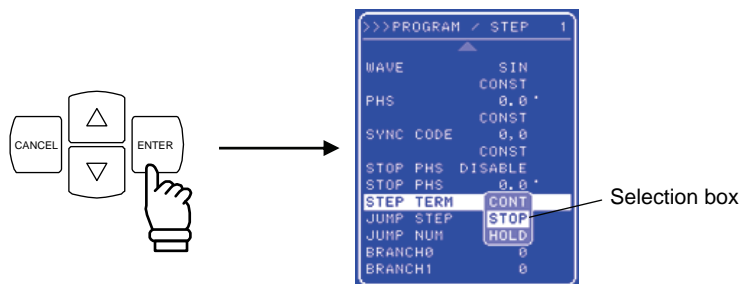 CANCEL
ENTER
>>>PROGRAM / STEP 1
WAVE SIN
CONST
PHS 0.0°
CONST
SYNC CODE 0,0
CONST
STOP PHS DISABLE
STOP PHS 0.0°
STEP TERM CONT
JUMP STEP STOP
JUMP NUM HOLD
BRANCH0 0
BRANCH1 0
Selection box